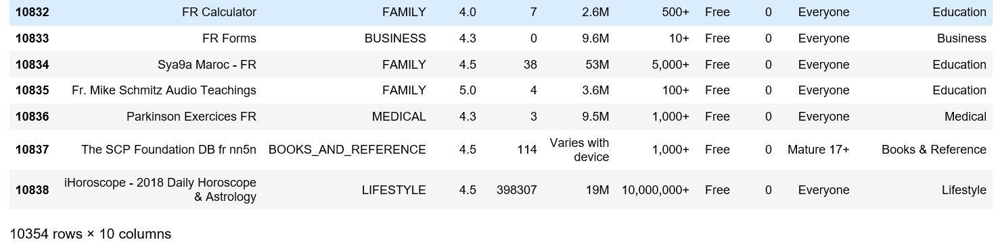 10832 FR Calculator FAMILY 4.0 7 2.6M 500+ Free 0 Everyone Education
10833 FR Forms BUSINESS 4.3 0 9.6M 10+ Free 0 Everyone Business
10834 Sya9a Maroc - FR FAMILY 4.5 38 53M 5,000+ Free 0 Everyone Education
10835 Fr. Mike Schmitz Audio Teachings FAMILY 5.0 4 3.6M 100+ Free 0 Everyone Education
10836 Parkinson Exercices FR MEDICAL 4.3 3 9.5M 1,000+ Free 0 Everyone Medical
10837 The SCP Foundation DB fr nn5n BOOKS_AND_REFERENCE 4.5 114 Varies with device 1,000+ Free 0 Mature 17+ Books & Reference
10838 iHoroscope - 2018 Daily Horoscope & Astrology LIFESTYLE 4.5 398307 19M 10,000,000+ Free 0 Everyone Lifestyle
10354 rows × 10 columns